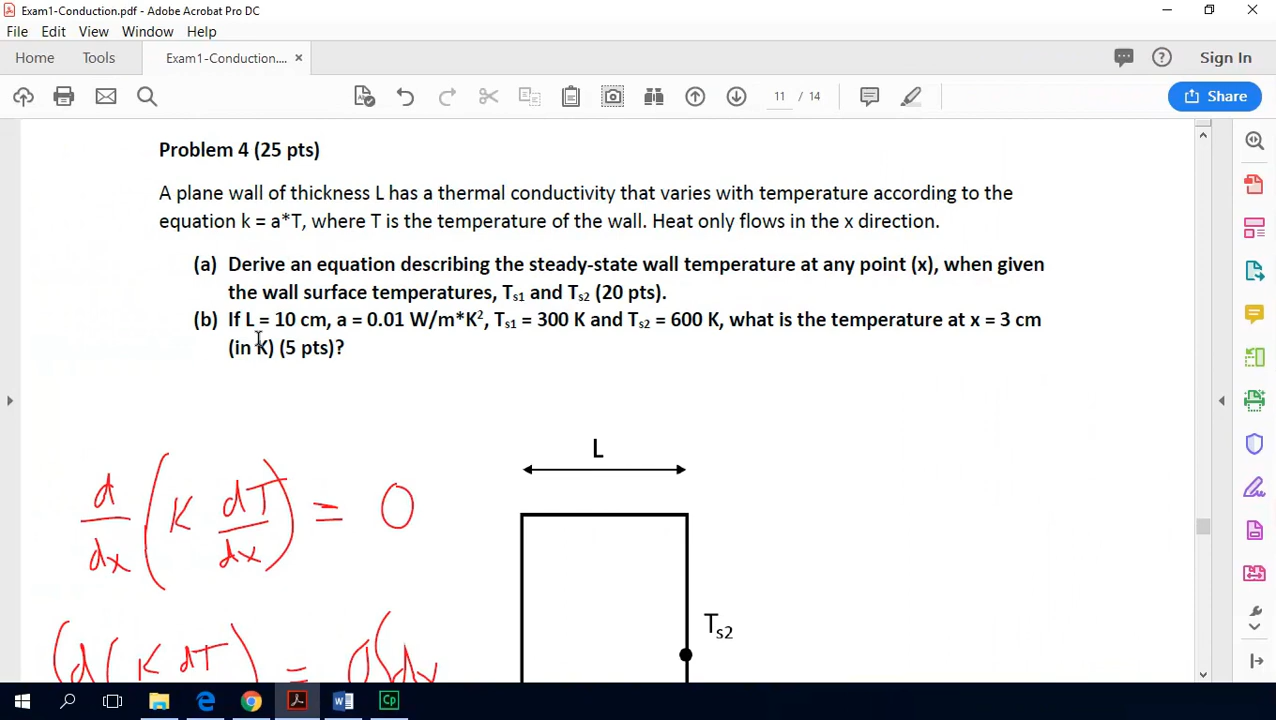 Exam1-Conduction.pdf - Adobe Acrobat Pro DC
File Edit View Window Help
Home Tools Exam1-Conduction.... × Sign In
11 / 14 Share
Problem 4 (25 pts)
A plane wall of thickness L has a thermal conductivity that varies with temperature according to the
equation k = a*T, where T is the temperature of the wall. Heat only flows in the x direction.
(a) Derive an equation describing the steady-state wall temperature at any point (x), when given
the wall surface temperatures, Ts1 and Ts2 (20 pts).
(b) If L = 10 cm, a = 0.01 W/m*K², Ts1 = 300 K and Ts2 = 600 K, what is the temperature at x = 3 cm
(in K) (5 pts)?
L
d/dx (K dT/dx) = 0
Ts2